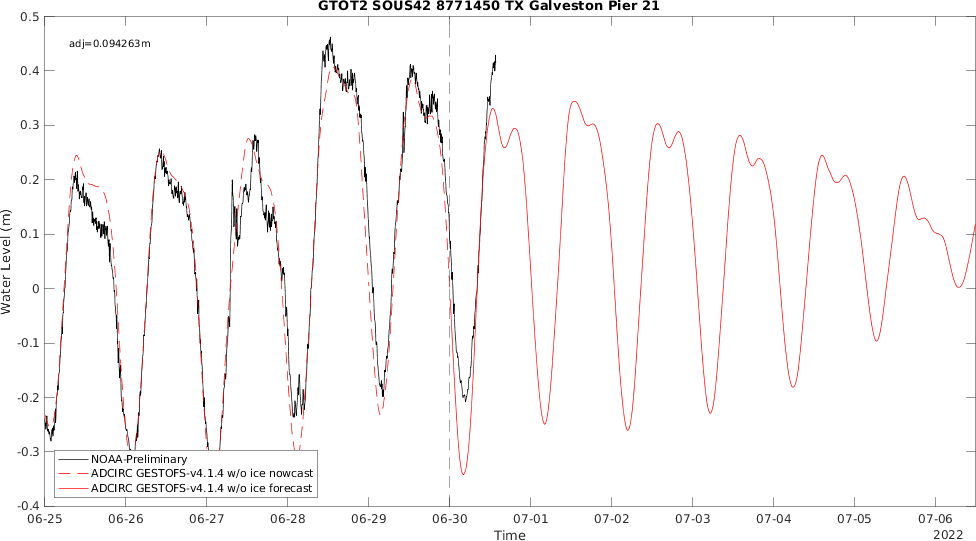 GTOT2 SOUS42 8771450 TX Galveston Pier 21
adj=0.094263m
0.5
0.4
0.3
0.2
0.1
0
-0.1
-0.2
-0.3
-0.4
Water Level (m)
NOAA-Preliminary
ADCIRC GESTOFS-v4.1.4 w/o ice nowcast
ADCIRC GESTOFS-v4.1.4 w/o ice forecast
06-25 06-26 06-27 06-28 06-29 06-30 07-01 07-02 07-03 07-04 07-05 07-06
Time
2022